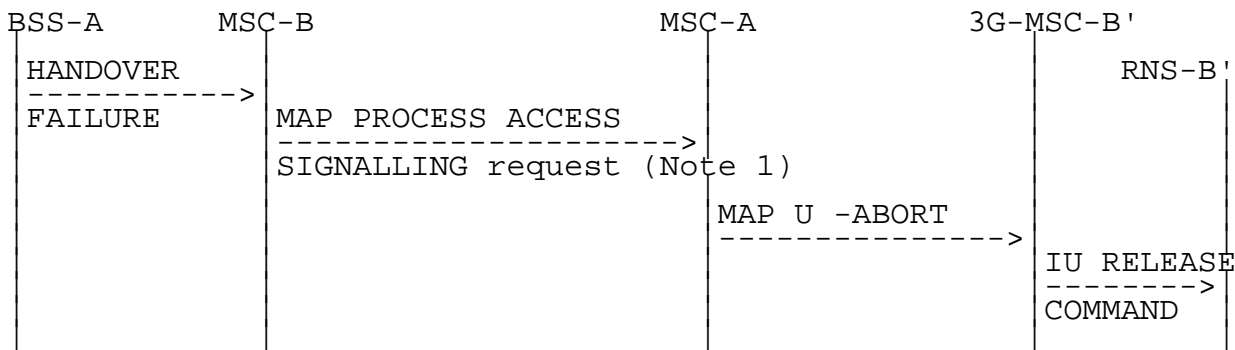 BSS-A MSC-B MSC-A 3G-MSC-B'
HANDOVER RNS-B'
----------->
FAILURE MAP PROCESS ACCESS
--------------------->
SIGNALLING request (Note 1)
MAP U -ABORT
--------------->
IU RELEASE
-------->
COMMAND